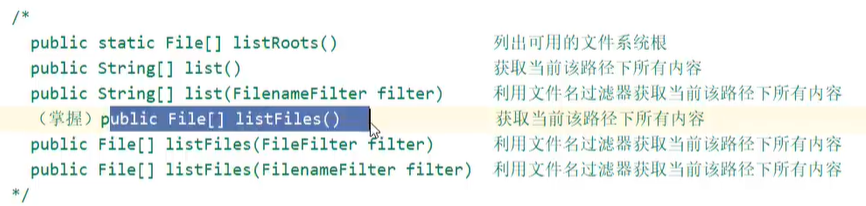 /*
public static File[] listRoots() 列出可用的文件系统根
public String[] list() 获取当前该路径下所有内容
public String[] list(FilenameFilter filter) 利用文件名过滤器获取当前该路径下所有内容
（掌握）public File[] listFiles() 获取当前该路径下所有内容
public File[] listFiles(FileFilter filter) 利用文件名过滤器获取当前该路径下所有内容
public File[] listFiles(FilenameFilter filter) 利用文件名过滤器获取当前该路径下所有内容
*/